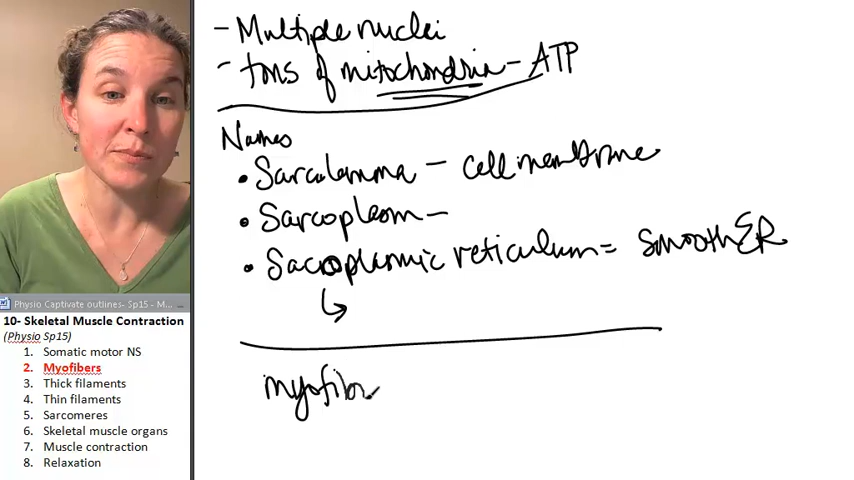 - Multiple nuclei
- tons of mitochondria - ATP
Names
• Sarcolemma - cell membrane
• Sarcoplasm -
• Sacroplasmic reticulum = smooth ER
myofibr
Physio Captivate outlines- Sp15 - M...
10- Skeletal Muscle Contraction
(Physio Sp15)
1. Somatic motor NS
2. Myofibers
3. Thick filaments
4. Thin filaments
5. Sarcomeres
6. Skeletal muscle organs
7. Muscle contraction
8. Relaxation